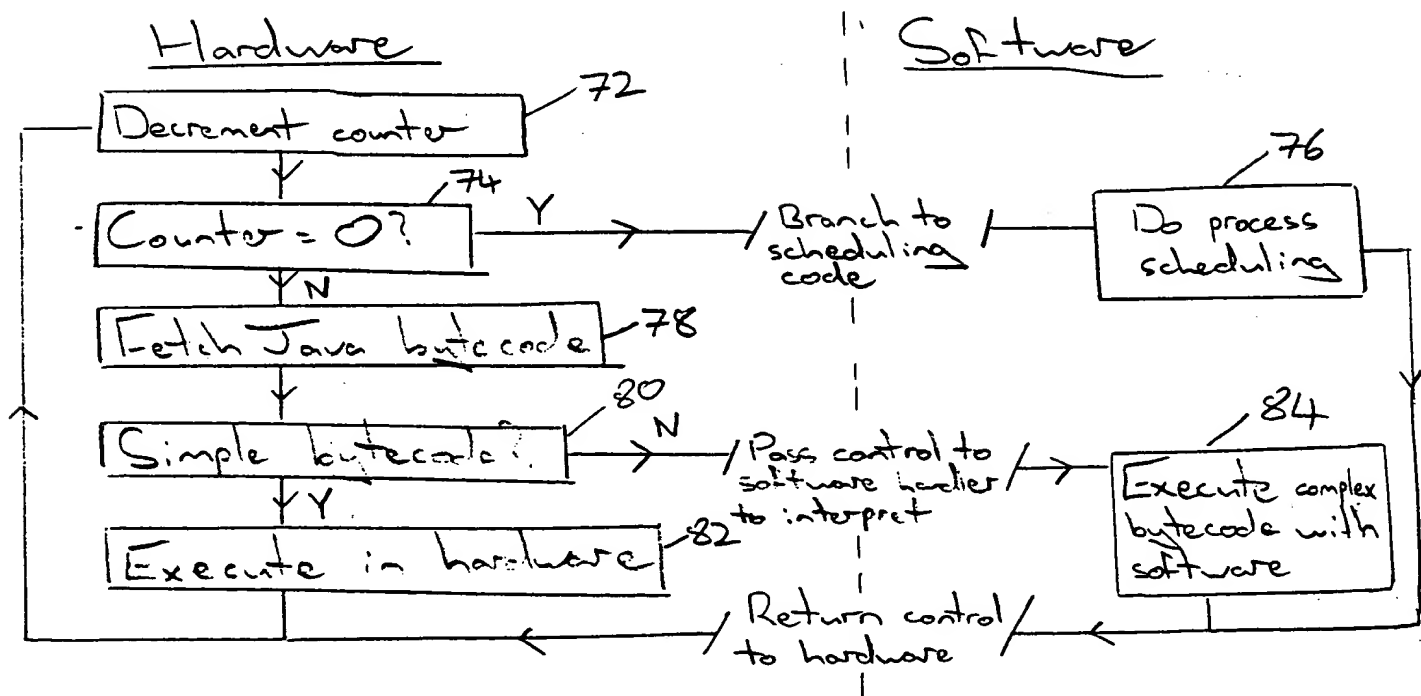 Hardware
Software
72
Decrement counter
74
76
Counter = 0?
Y
Branch to
scheduling
code
Do process
scheduling
N
Fetch Java bytecode
78
80
Simple bytecode?
N
Pass control to
software handler
to interpret
84
Execute complex
bytecode with
software
Y
Execute in hardware
82
Return control
to hardware